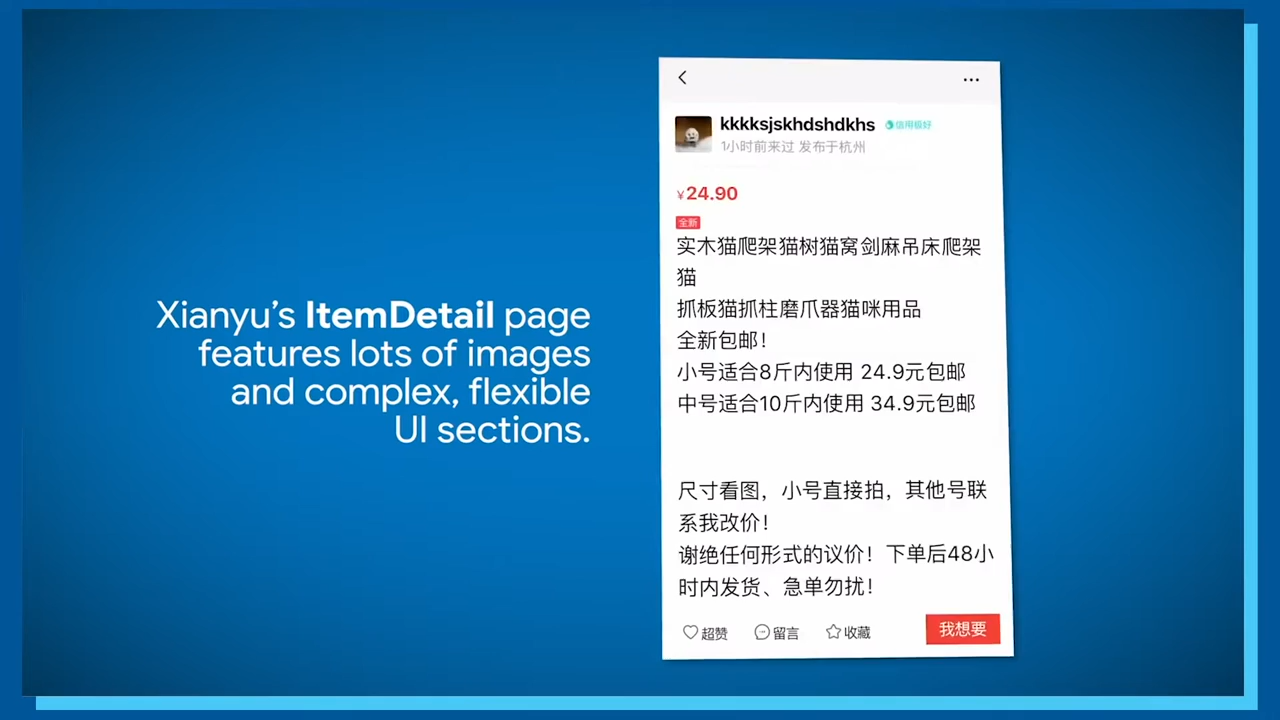 Xianyu’s ItemDetail page
features lots of images
and complex, flexible
UI sections.
kkkksjskhdshdkhs 信用极好
1小时前来过 发布于杭州
¥24.90
全新
实木猫爬架猫树猫窝剑麻吊床爬架
猫
抓板猫抓柱磨爪器猫咪用品
全新包邮！
小号适合8斤内使用 24.9元包邮
中号适合10斤内使用 34.9元包邮
尺寸看图，小号直接拍，其他号联
系我改价！
谢绝任何形式的议价！下单后48小
时内发货、急单勿扰！
超赞 留言 收藏 我想要